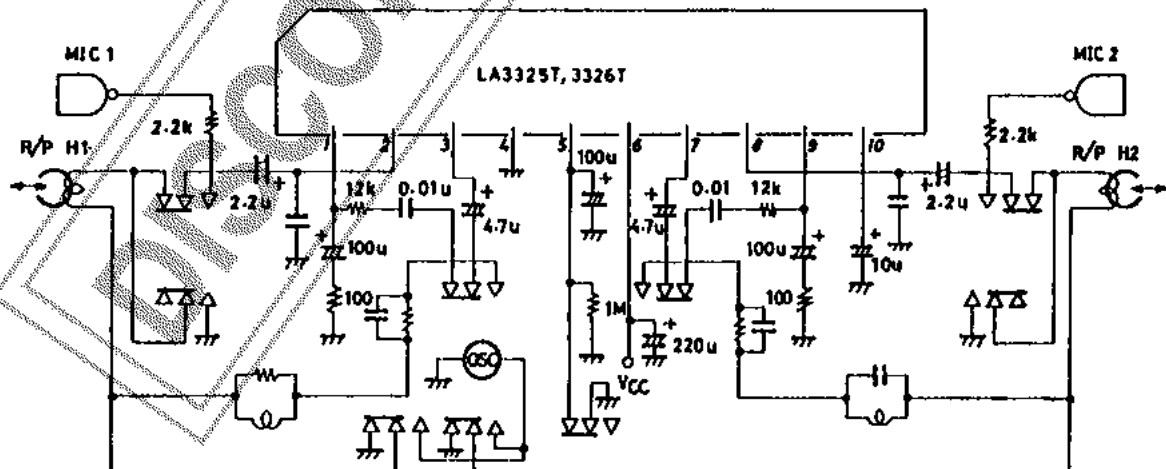 MIC 1
MIC 2
LA3325T, 3326T
2.2k
2.2k
R/P H1
R/P H2
1 2 3 4 5 6 7 8 9 10
100u
2.2u
12k
0.01u
4.7u
4.7u
0.01
12k
2.2u
100u
100u
10u
100
100
1M
220u
OSC
VCC